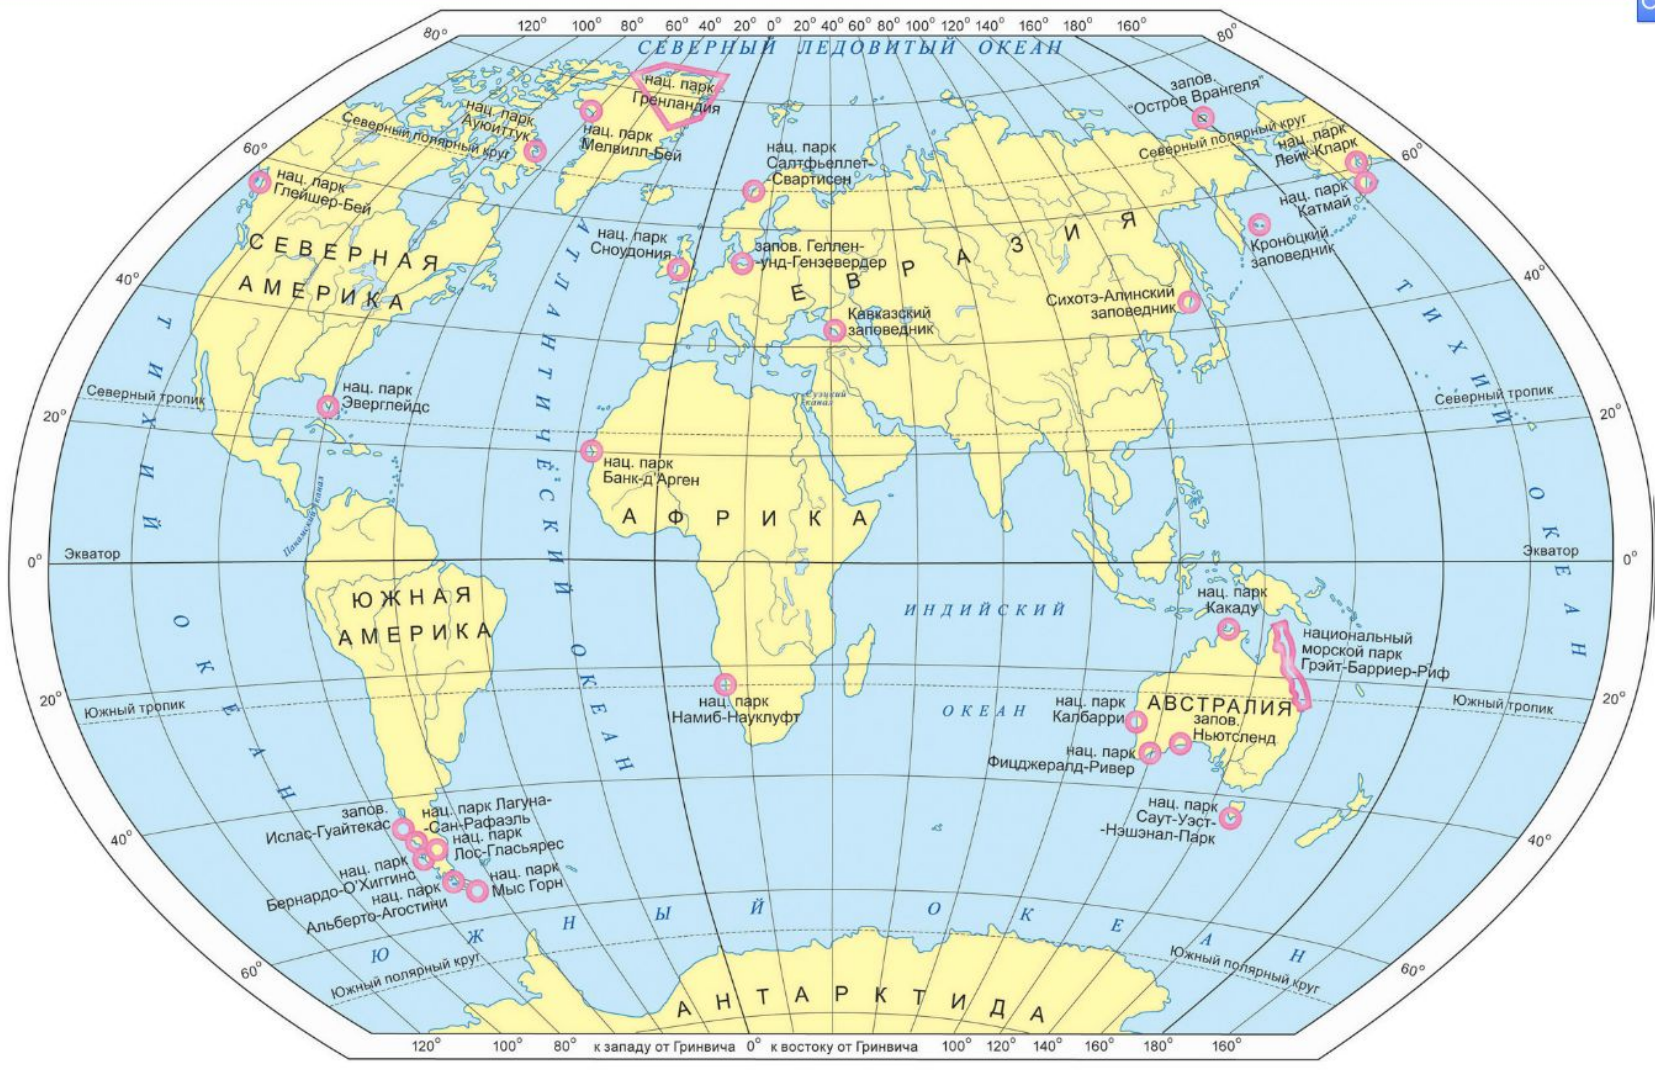 120° 100° 80° 60° 40° 20° 0° 20° 40° 60° 80° 100° 120° 140° 160° 180° 160°
80°
80°
СЕВЕРНЫЙ ЛЕДОВИТЫЙ ОКЕАН
нац. парк
Гренландия
запов.
"Остров Врангеля"
нац. парк
Ауюиттук
нац. парк
Мелвилл-Бей
Северный полярный круг
Северный полярный круг
нац. парк
Лейк-Кларк
60°
60°
нац. парк
Салтфьеллет-
-Свартисен
нац. парк
Глейшер-Бей
нац. парк
Катмай
нац. парк
Сноудония
запов. Геллен-
-унд-Гензевердер
Кроноцкий
заповедник
СЕВЕРНАЯ
АМЕРИКА
ЕВРАЗИЯ
40°
40°
Сихотэ-Алинский
заповедник
Кавказский
заповедник
ТИХИЙ ОКЕАН
АТЛАНТИЧЕСКИЙ ОКЕАН
ТИХИЙ ОКЕАН
нац. парк
Эверглейдс
Суэцкий
канал
Северный тропик
Северный тропик
20°
20°
нац. парк
Банк-д'Арген
АФРИКА
Панамский канал
0°
Экватор
Экватор
0°
ЮЖНАЯ
АМЕРИКА
ИНДИЙСКИЙ
ОКЕАН
нац. парк
Какаду
национальный
морской парк
Грэйт-Барриер-Риф
20°
Южный тропик
Южный тропик
20°
нац. парк
Намиб-Науклуфт
нац. парк
Калбарри
АВСТРАЛИЯ
запов.
Ньютсленд
нац. парк
Фицджералд-Ривер
запов.
Ислас-Гуайтекас
нац. парк Лагуна-
-Сан-Рафаэль
нац. парк
Лос-Гласьярес
нац. парк
Саут-Уэст-
-Нэшэнал-Парк
40°
40°
нац. парк
Бернардо-О'Хиггинс
нац. парк
Альберто-Агостини
нац. парк
Мыс Горн
ЮЖНЫЙ ОКЕАН
60°
60°
Южный полярный круг
Южный полярный круг
АНТАРКТИДА
120° 100° 80° к западу от Гринвича 0° к востоку от Гринвича 100° 120° 140° 160° 180° 160°